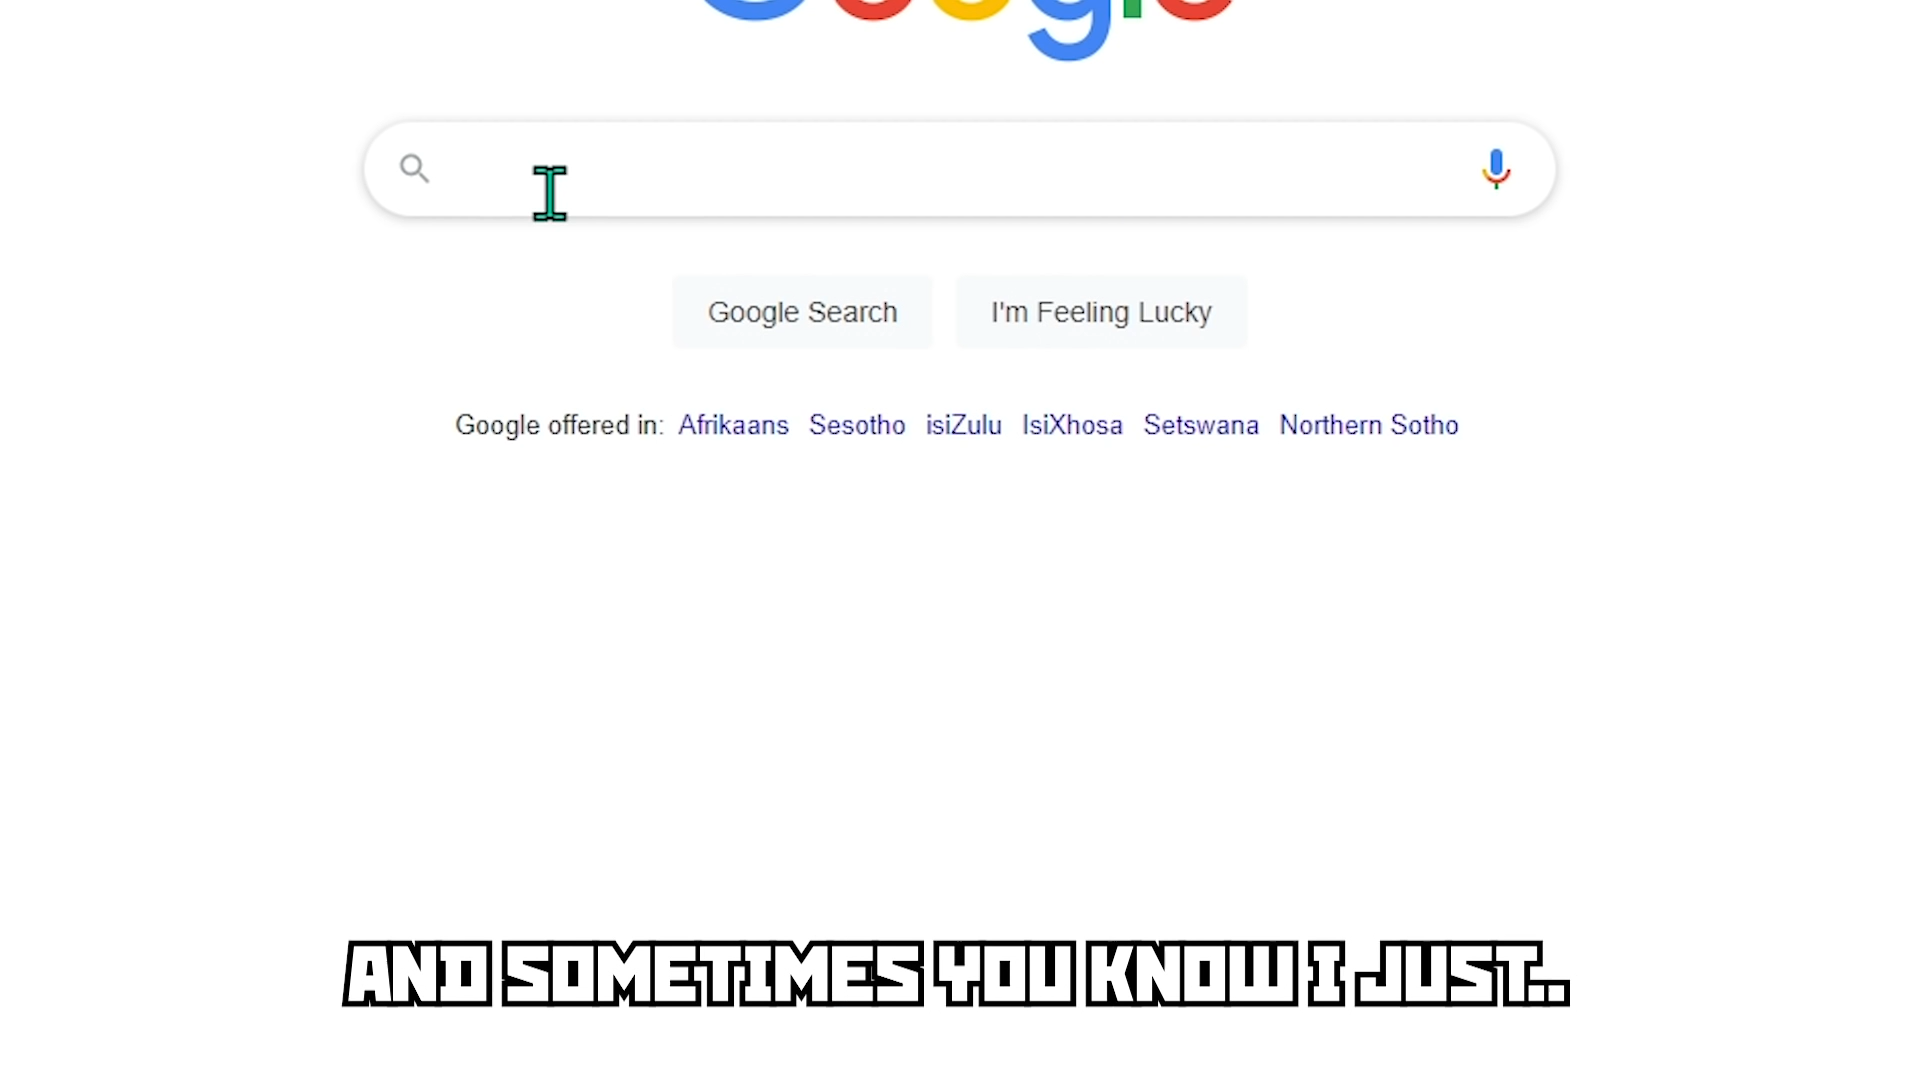 Google
Google Search I'm Feeling Lucky
Google offered in: Afrikaans Sesotho isiZulu IsiXhosa Setswana Northern Sotho
AND SOMETIMES YOU KNOW I JUST..